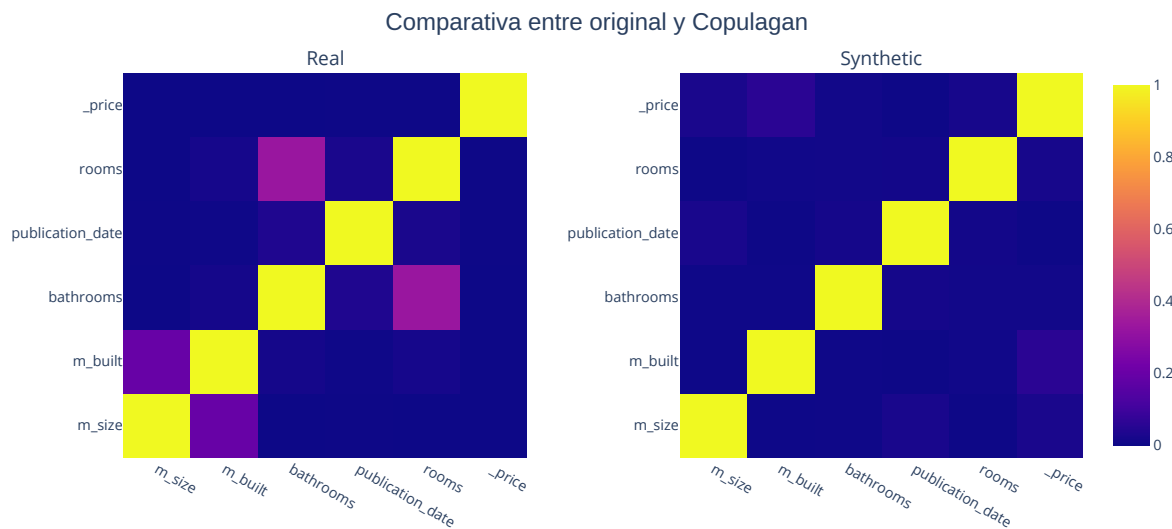 Comparativa entre original y Copulagan
Real
Synthetic
_price
rooms
publication_date
bathrooms
m_built
m_size
m_size
m_built
bathrooms
publication_date
rooms
_price
_price
rooms
publication_date
bathrooms
m_built
m_size
m_size
m_built
bathrooms
publication_date
rooms
_price
1
0.8
0.6
0.4
0.2
0